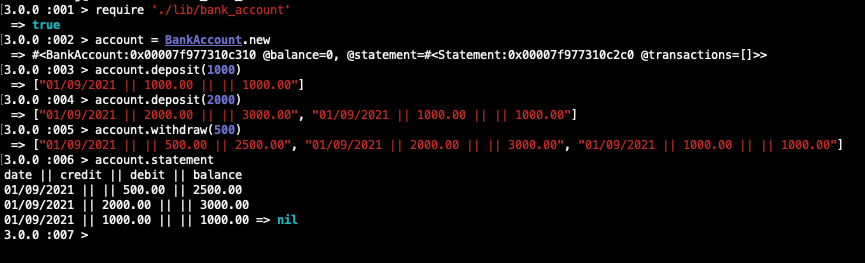 3.0.0 :001 > require './lib/bank_account'
=> true
[3.0.0 :002 > account = BankAccount.new
=> #<BankAccount:0x00007f977310c310 @balance=0, @statement=#<Statement:0x00007f977310c2c0 @transactions=[]>>
[3.0.0 :003 > account.deposit(1000)
=> ["01/09/2021 || 1000.00 || || 1000.00"]
[3.0.0 :004 > account.deposit(2000)
=> ["01/09/2021 || 2000.00 || || 3000.00", "01/09/2021 || 1000.00 || || 1000.00"]
[3.0.0 :005 > account.withdraw(500)
=> ["01/09/2021 || || 500.00 || 2500.00", "01/09/2021 || 2000.00 || || 3000.00", "01/09/2021 || 1000.00 || || 1000.00"]
[3.0.0 :006 > account.statement
date || credit || debit || balance
01/09/2021 || || 500.00 || 2500.00
01/09/2021 || 2000.00 || || 3000.00
01/09/2021 || 1000.00 || || 1000.00 => nil
3.0.0 :007 >